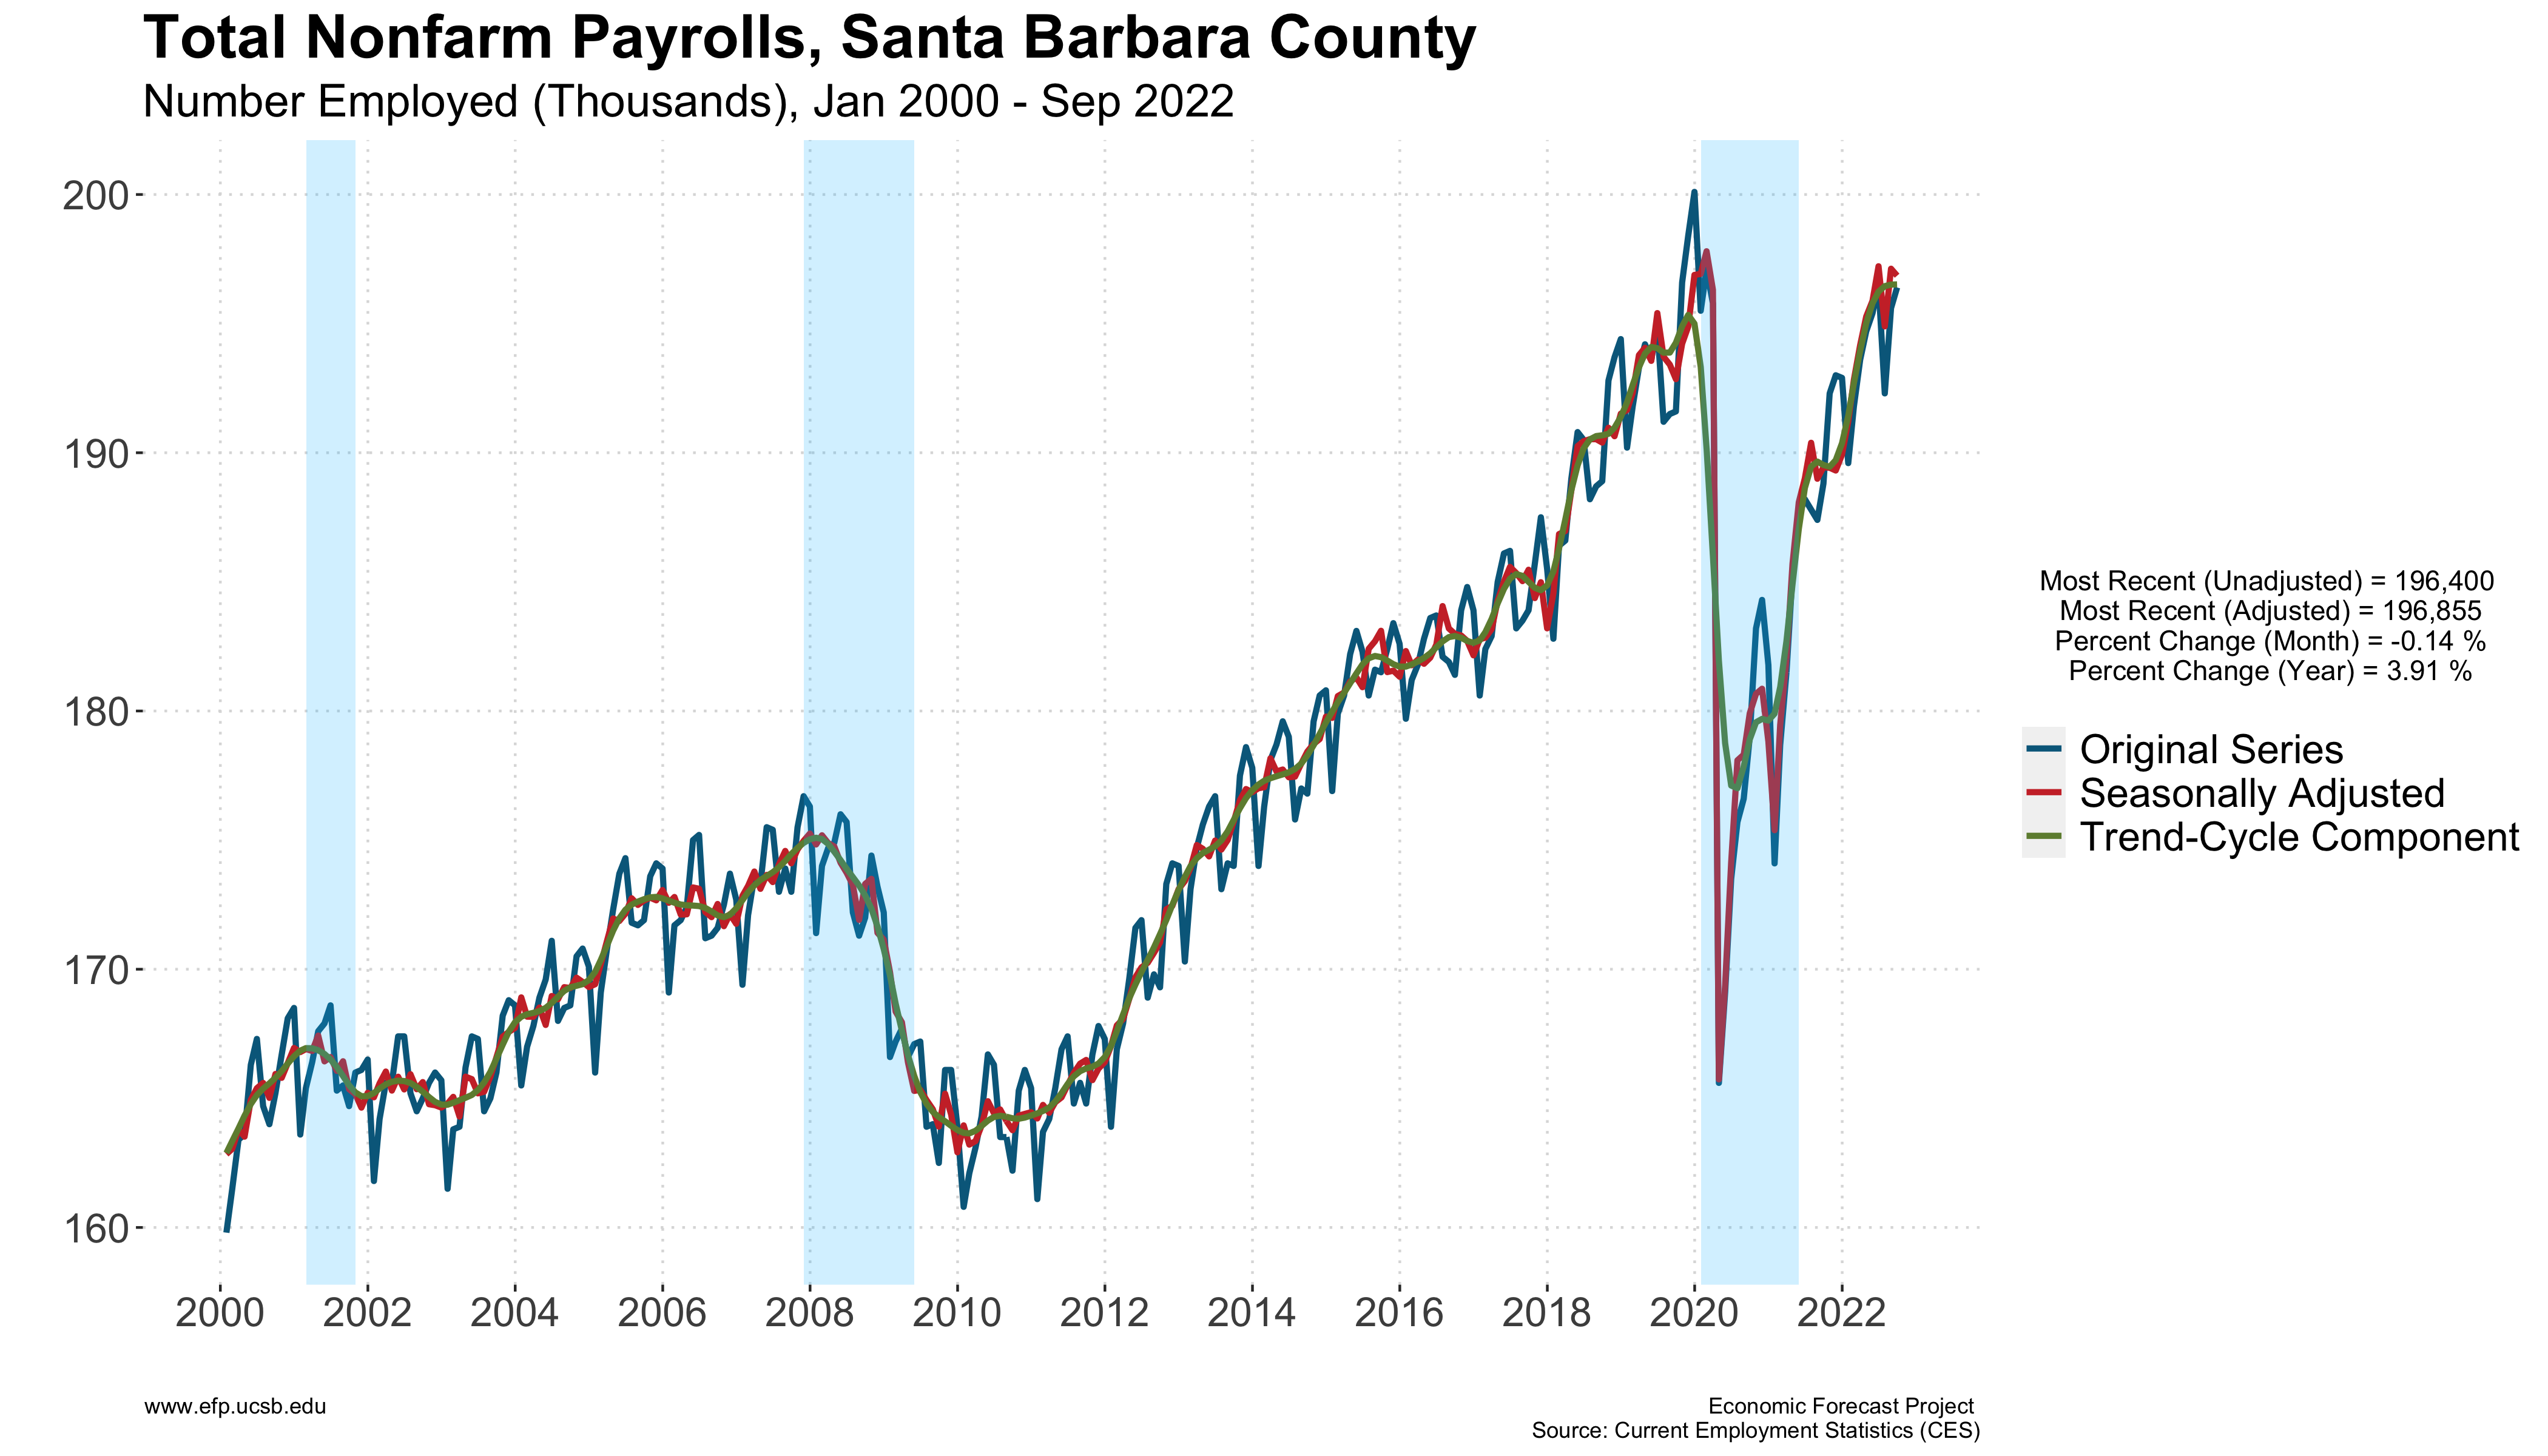 Total Nonfarm Payrolls, Santa Barbara County
Number Employed (Thousands), Jan 2000 - Sep 2022
200
190
180
170
160
2000 2002 2004 2006 2008 2010 2012 2014 2016 2018 2020 2022
Most Recent (Unadjusted) = 196,400
Most Recent (Adjusted) = 196,855
Percent Change (Month) = -0.14 %
Percent Change (Year) = 3.91 %
Original Series
Seasonally Adjusted
Trend-Cycle Component
www.efp.ucsb.edu
Economic Forecast Project
Source: Current Employment Statistics (CES)